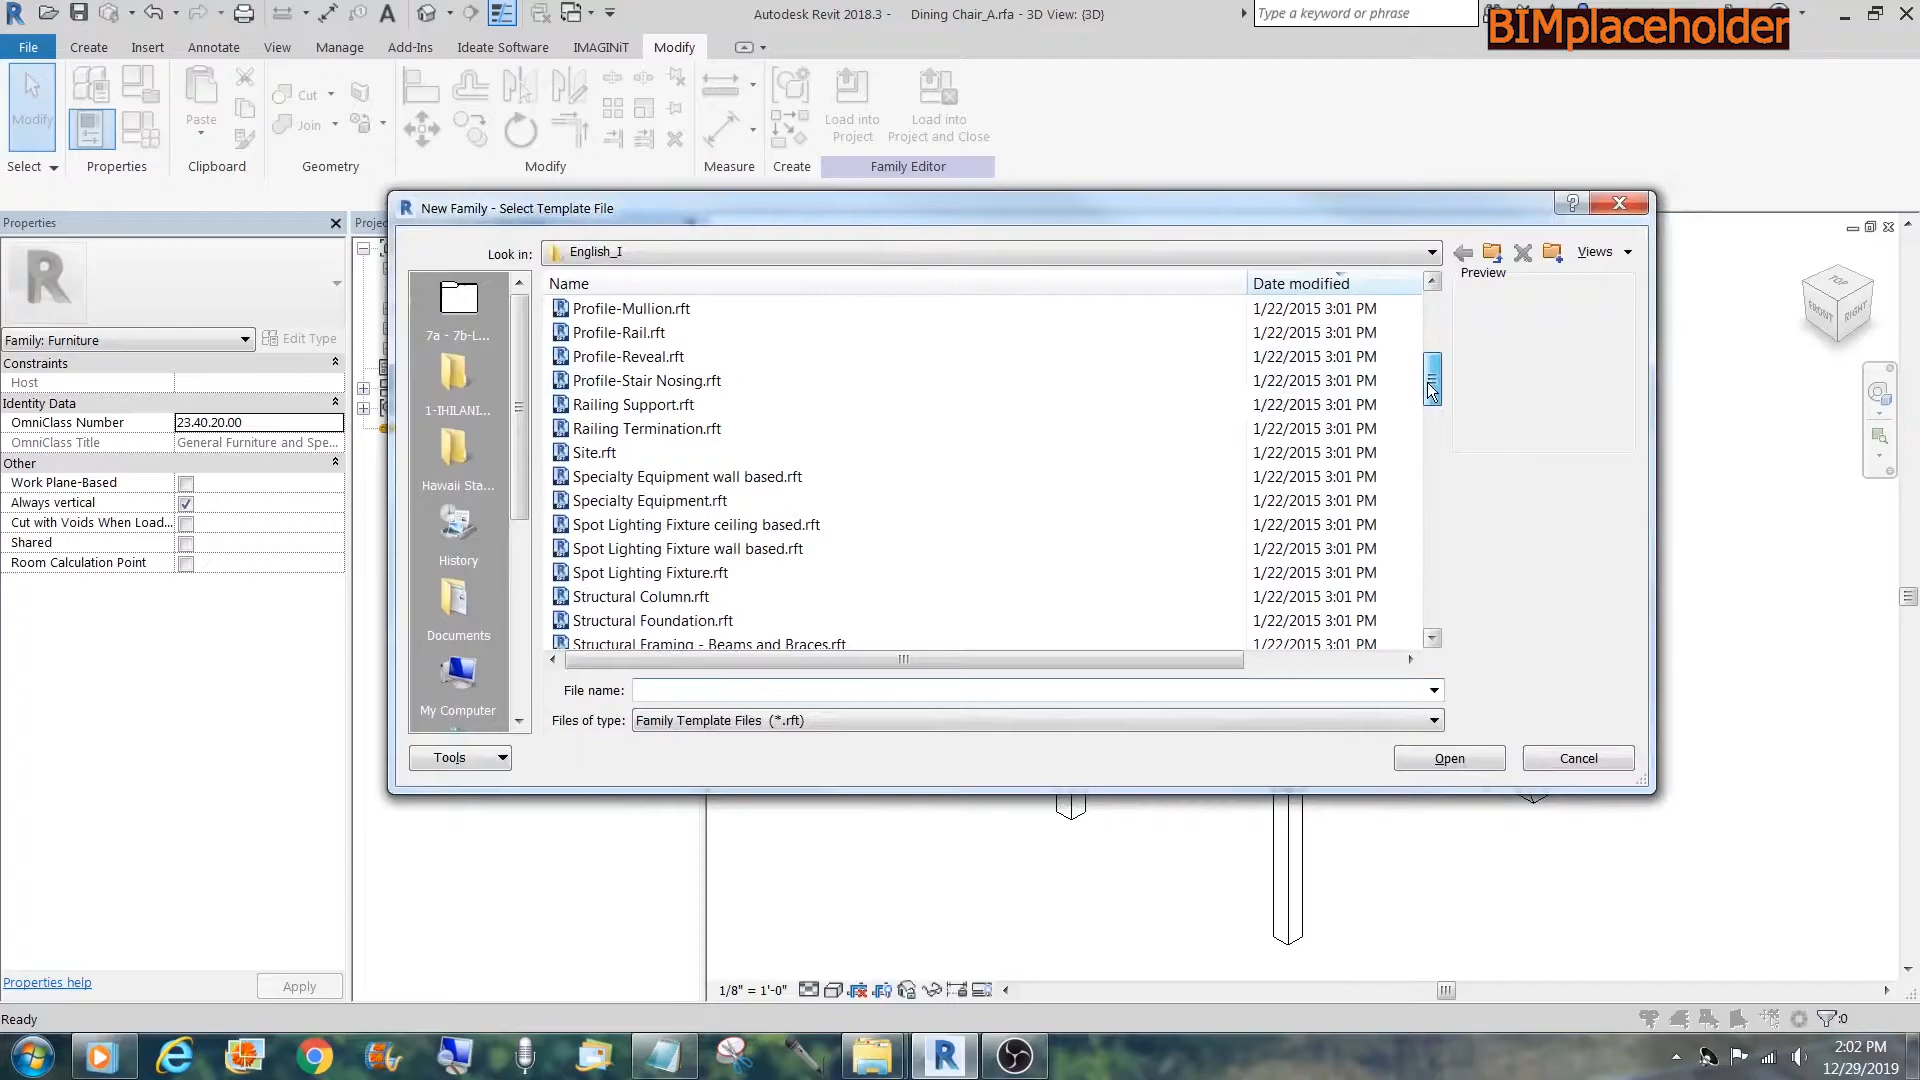 Autodesk Revit 2018.3 - Dining Chair_A.rfa - 3D View: {3D}
Type a keyword or phrase
BIMplaceholder
File Create Insert Annotate View Manage Add-Ins Ideate Software IMAGINiT Modify
Modify Paste Cut Join Load into Project Load into Project and Close
Select Properties Clipboard Geometry Modify Measure Create Family Editor
Properties
Family: Furniture Edit Type
Constraints
Host
Identity Data
OmniClass Number 23.40.20.00
OmniClass Title General Furniture and Spe...
Other
Work Plane-Based
Always vertical
Cut with Voids When Load...
Shared
Room Calculation Point
Properties help Apply
Projec
New Family - Select Template File
Look in: English_I Views
Preview
7a - 7b-L...
1-IHILANI...
Hawaii Sta...
History
Documents
My Computer
Name Date modified
Profile-Mullion.rft 1/22/2015 3:01 PM
Profile-Rail.rft 1/22/2015 3:01 PM
Profile-Reveal.rft 1/22/2015 3:01 PM
Profile-Stair Nosing.rft 1/22/2015 3:01 PM
Railing Support.rft 1/22/2015 3:01 PM
Railing Termination.rft 1/22/2015 3:01 PM
Site.rft 1/22/2015 3:01 PM
Specialty Equipment wall based.rft 1/22/2015 3:01 PM
Specialty Equipment.rft 1/22/2015 3:01 PM
Spot Lighting Fixture ceiling based.rft 1/22/2015 3:01 PM
Spot Lighting Fixture wall based.rft 1/22/2015 3:01 PM
Spot Lighting Fixture.rft 1/22/2015 3:01 PM
Structural Column.rft 1/22/2015 3:01 PM
Structural Foundation.rft 1/22/2015 3:01 PM
Structural Framing - Beams and Braces.rft 1/22/2015 3:01 PM
File name:
Files of type: Family Template Files (*.rft)
Tools Open Cancel
TOP
FRONT
RIGHT
1/8" = 1'-0"
Ready
:0
2:02 PM
12/29/2019